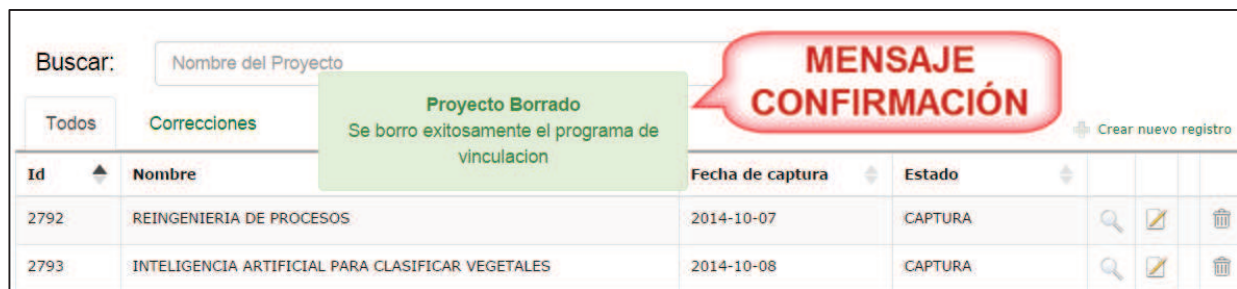 Buscar:
Nombre del Proyecto
MENSAJE
CONFIRMACIÓN
Proyecto Borrado
Se borro exitosamente el programa de
vinculacion
Todos
Correcciones
Crear nuevo registro
Id Nombre Fecha de captura Estado
2792 REINGENIERIA DE PROCESOS 2014-10-07 CAPTURA
2793 INTELIGENCIA ARTIFICIAL PARA CLASIFICAR VEGETALES 2014-10-08 CAPTURA